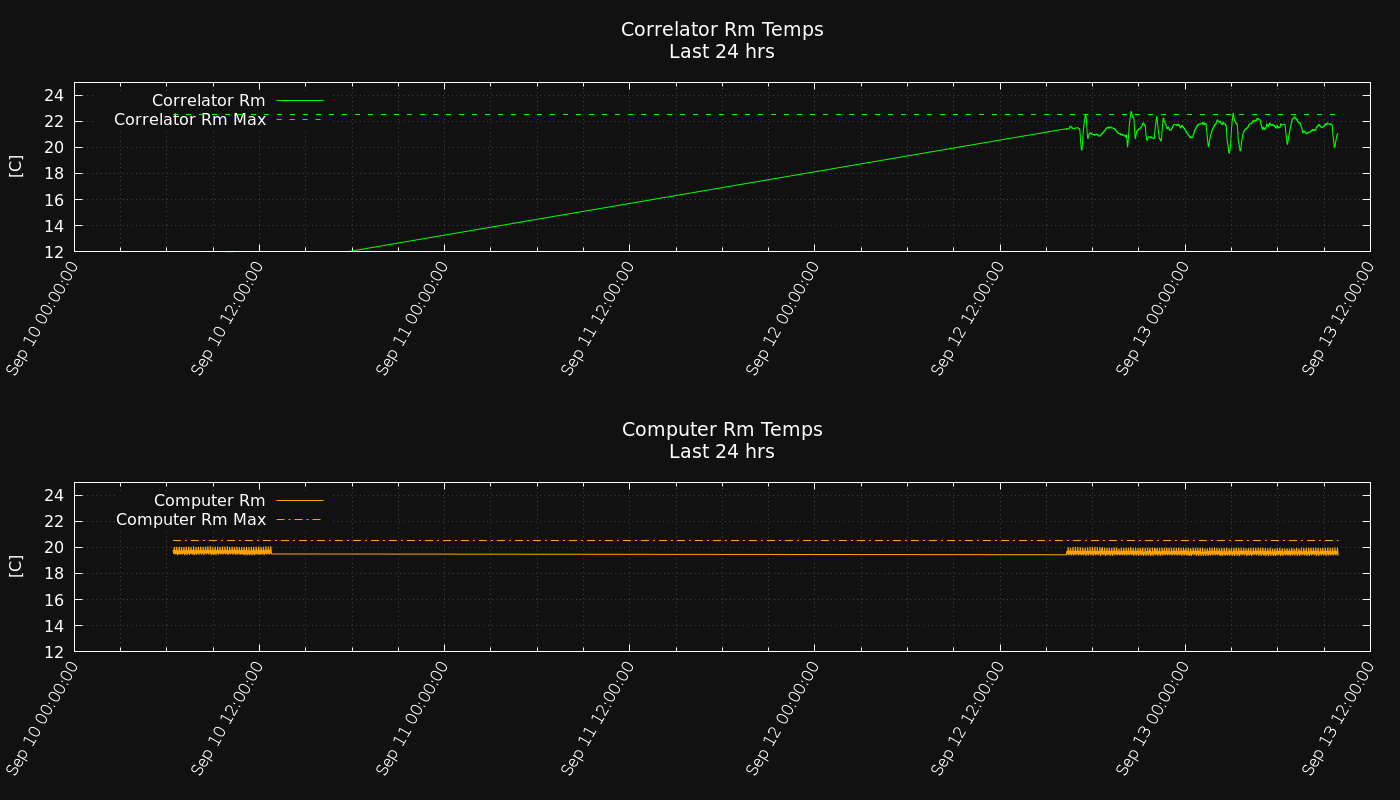 Correlator Rm Temps
Last 24 hrs
Correlator Rm
Correlator Rm Max
[C]
24
22
20
18
16
14
12
Sep 10 00:00:00
Sep 10 12:00:00
Sep 11 00:00:00
Sep 11 12:00:00
Sep 12 00:00:00
Sep 12 12:00:00
Sep 13 00:00:00
Sep 13 12:00:00
Computer Rm Temps
Last 24 hrs
Computer Rm
Computer Rm Max
[C]
24
22
20
18
16
14
12
Sep 10 00:00:00
Sep 10 12:00:00
Sep 11 00:00:00
Sep 11 12:00:00
Sep 12 00:00:00
Sep 12 12:00:00
Sep 13 00:00:00
Sep 13 12:00:00